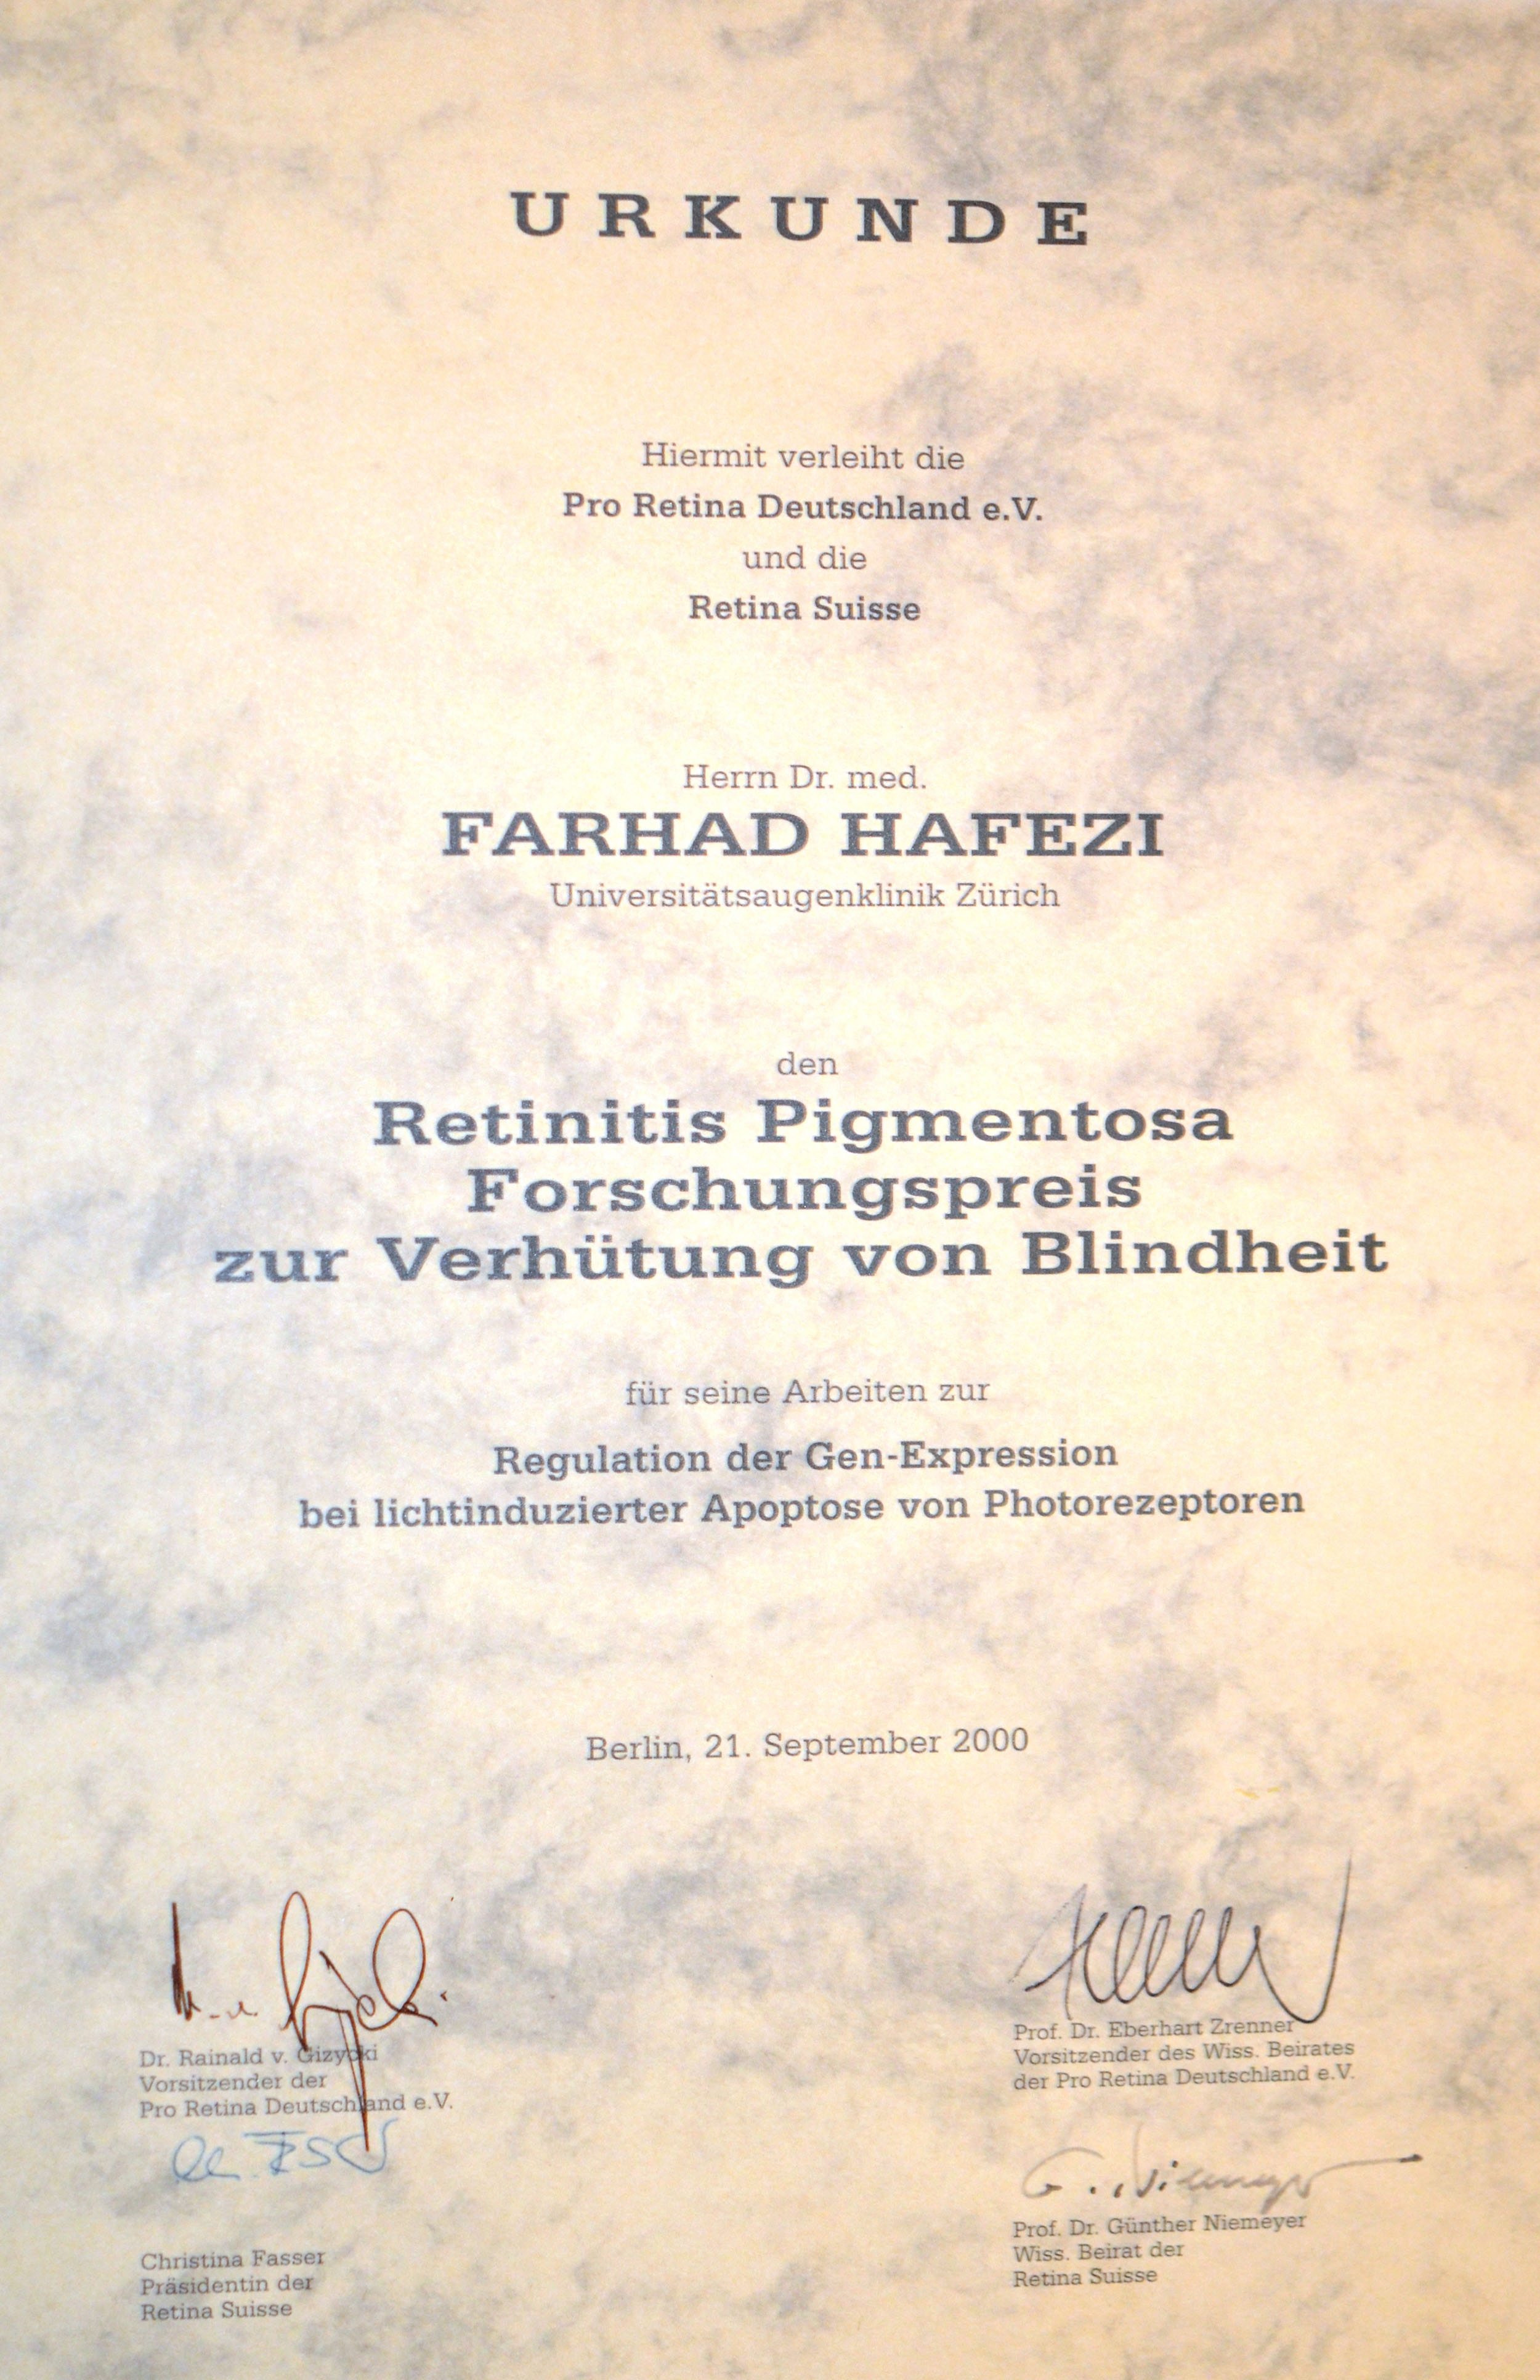 URKUNDE
Hiermit verleiht die
Pro Retina Deutschland e.V.
und die
Retina Suisse
Herrn Dr. med.
FARHAD HAFEZI
Universitätsaugenklinik Zürich
den
Retinitis Pigmentosa
Forschungspreis
zur Verhütung von Blindheit
für seine Arbeiten zur
Regulation der Gen-Expression
bei lichtinduzierter Apoptose von Photorezeptoren
Berlin, 21. September 2000
Dr. Rainald v. Gizycki
Vorsitzender der
Pro Retina Deutschland e.V.
Prof. Dr. Eberhart Zrenner
Vorsitzender des Wiss. Beirates
der Pro Retina Deutschland e.V.
Christina Fasser
Präsidentin der
Retina Suisse
G. Niemeyer
Prof. Dr. Günther Niemeyer
Wiss. Beirat der
Retina Suisse